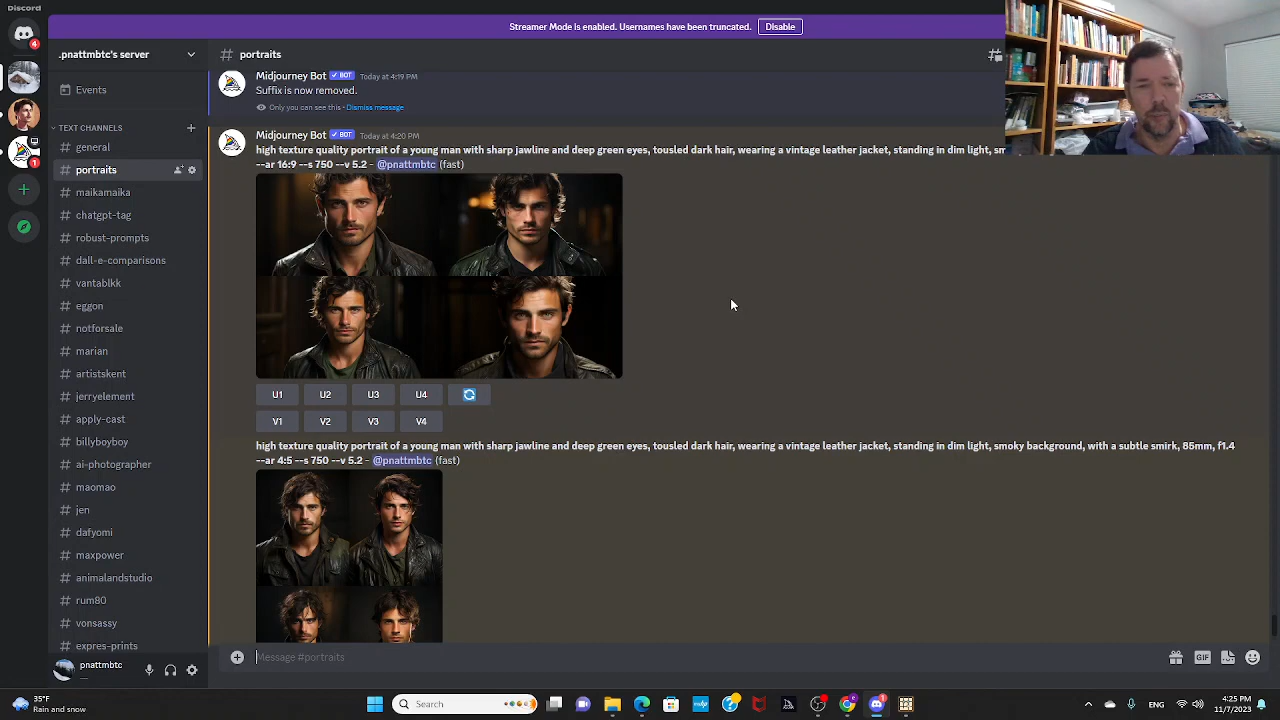 Discord
Streamer Mode is enabled. Usernames have been truncated. Disable
4
.pnattmbtc's server
# portraits
Events
TEXT CHANNELS
# general
# portraits
# maikamaika
# chatgpt-tag
# robust-prompts
# dall-e-comparisons
# vantablkk
# eggon
# notforsale
# marian
# artistskent
# jerryelement
# apply-cast
# billyboyboy
# ai-photographer
# maomao
# jen
# dafyomi
# maxpower
# animalandstudio
# rum80
# vonsassy
# expres-prints
1
pnattmbtc
Midjourney Bot ✓ BOT Today at 4:19 PM
Suffix is now removed.
Only you can see this • Dismiss message
Midjourney Bot ✓ BOT Today at 4:20 PM
high texture quality portrait of a young man with sharp jawline and deep green eyes, tousled dark hair, wearing a vintage leather jacket, standing in dim light, sm
--ar 16:9 --s 750 --v 5.2 - @pnattmbtc (fast)
U1 U2 U3 U4
V1 V2 V3 V4
high texture quality portrait of a young man with sharp jawline and deep green eyes, tousled dark hair, wearing a vintage leather jacket, standing in dim light, smoky background, with a subtle smirk, 85mm, f1.4
--ar 4:5 --s 750 --v 5.2 - @pnattmbtc (fast)
Message #portraits
GIF
35°F
Rain and snow
Search
ENG
4:25 PM
11/7/2023